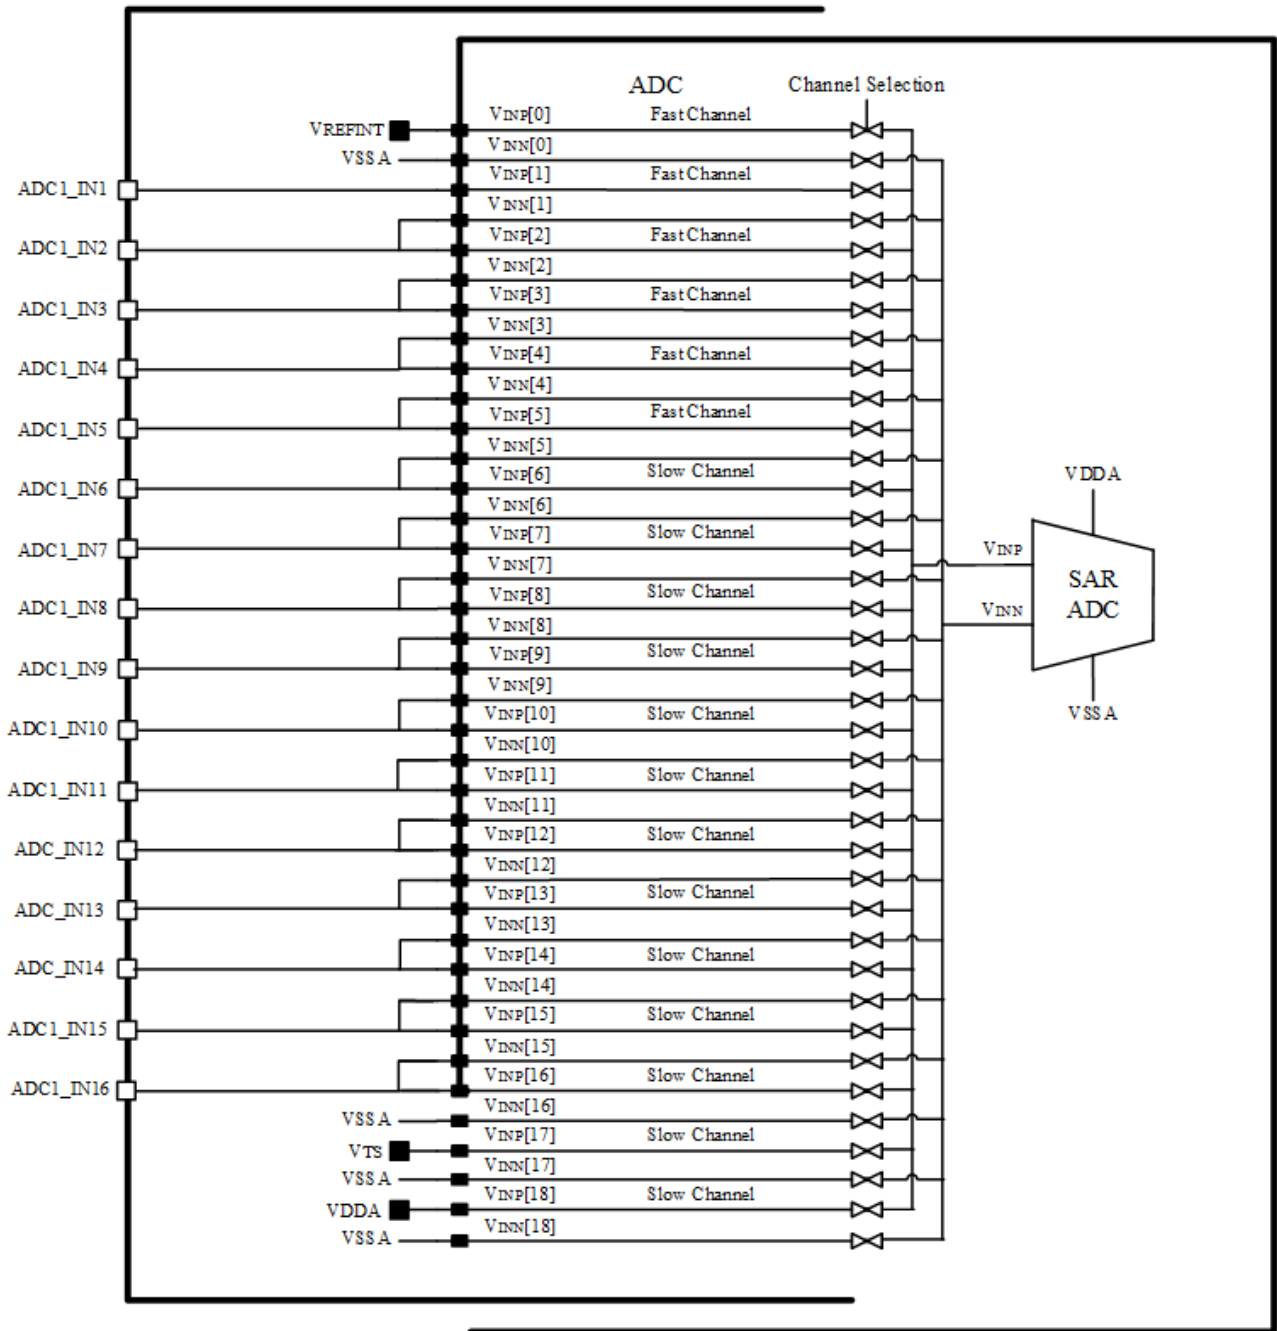 ADC
Channel Selection
VINP[0]
Fast Channel
VREFINT
VINN[0]
VSSA
VINP[1]
Fast Channel
ADC1_IN1
VINN[1]
VINP[2]
Fast Channel
ADC1_IN2
VINN[2]
VINP[3]
Fast Channel
ADC1_IN3
VINN[3]
VINP[4]
Fast Channel
ADC1_IN4
VINN[4]
VINP[5]
Fast Channel
ADC1_IN5
VINN[5]
VINP[6]
Slow Channel
VDDA
ADC1_IN6
VINN[6]
VINP[7]
Slow Channel
ADC1_IN7
VINP
VINN[7]
SAR
ADC
VINP[8]
Slow Channel
ADC1_IN8
VINN
VINN[8]
VINP[9]
Slow Channel
ADC1_IN9
VINN[9]
VINP[10]
Slow Channel
VSSA
ADC1_IN10
VINN[10]
VINP[11]
Slow Channel
ADC1_IN11
VINN[11]
VINP[12]
Slow Channel
ADC_IN12
VINN[12]
VINP[13]
Slow Channel
ADC_IN13
VINN[13]
VINP[14]
Slow Channel
ADC_IN14
VINN[14]
VINP[15]
Slow Channel
ADC1_IN15
VINN[15]
VINP[16]
Slow Channel
ADC1_IN16
VINN[16]
VSSA
VINP[17]
Slow Channel
VTS
VINN[17]
VSSA
VINP[18]
Slow Channel
VDDA
VINN[18]
VSSA